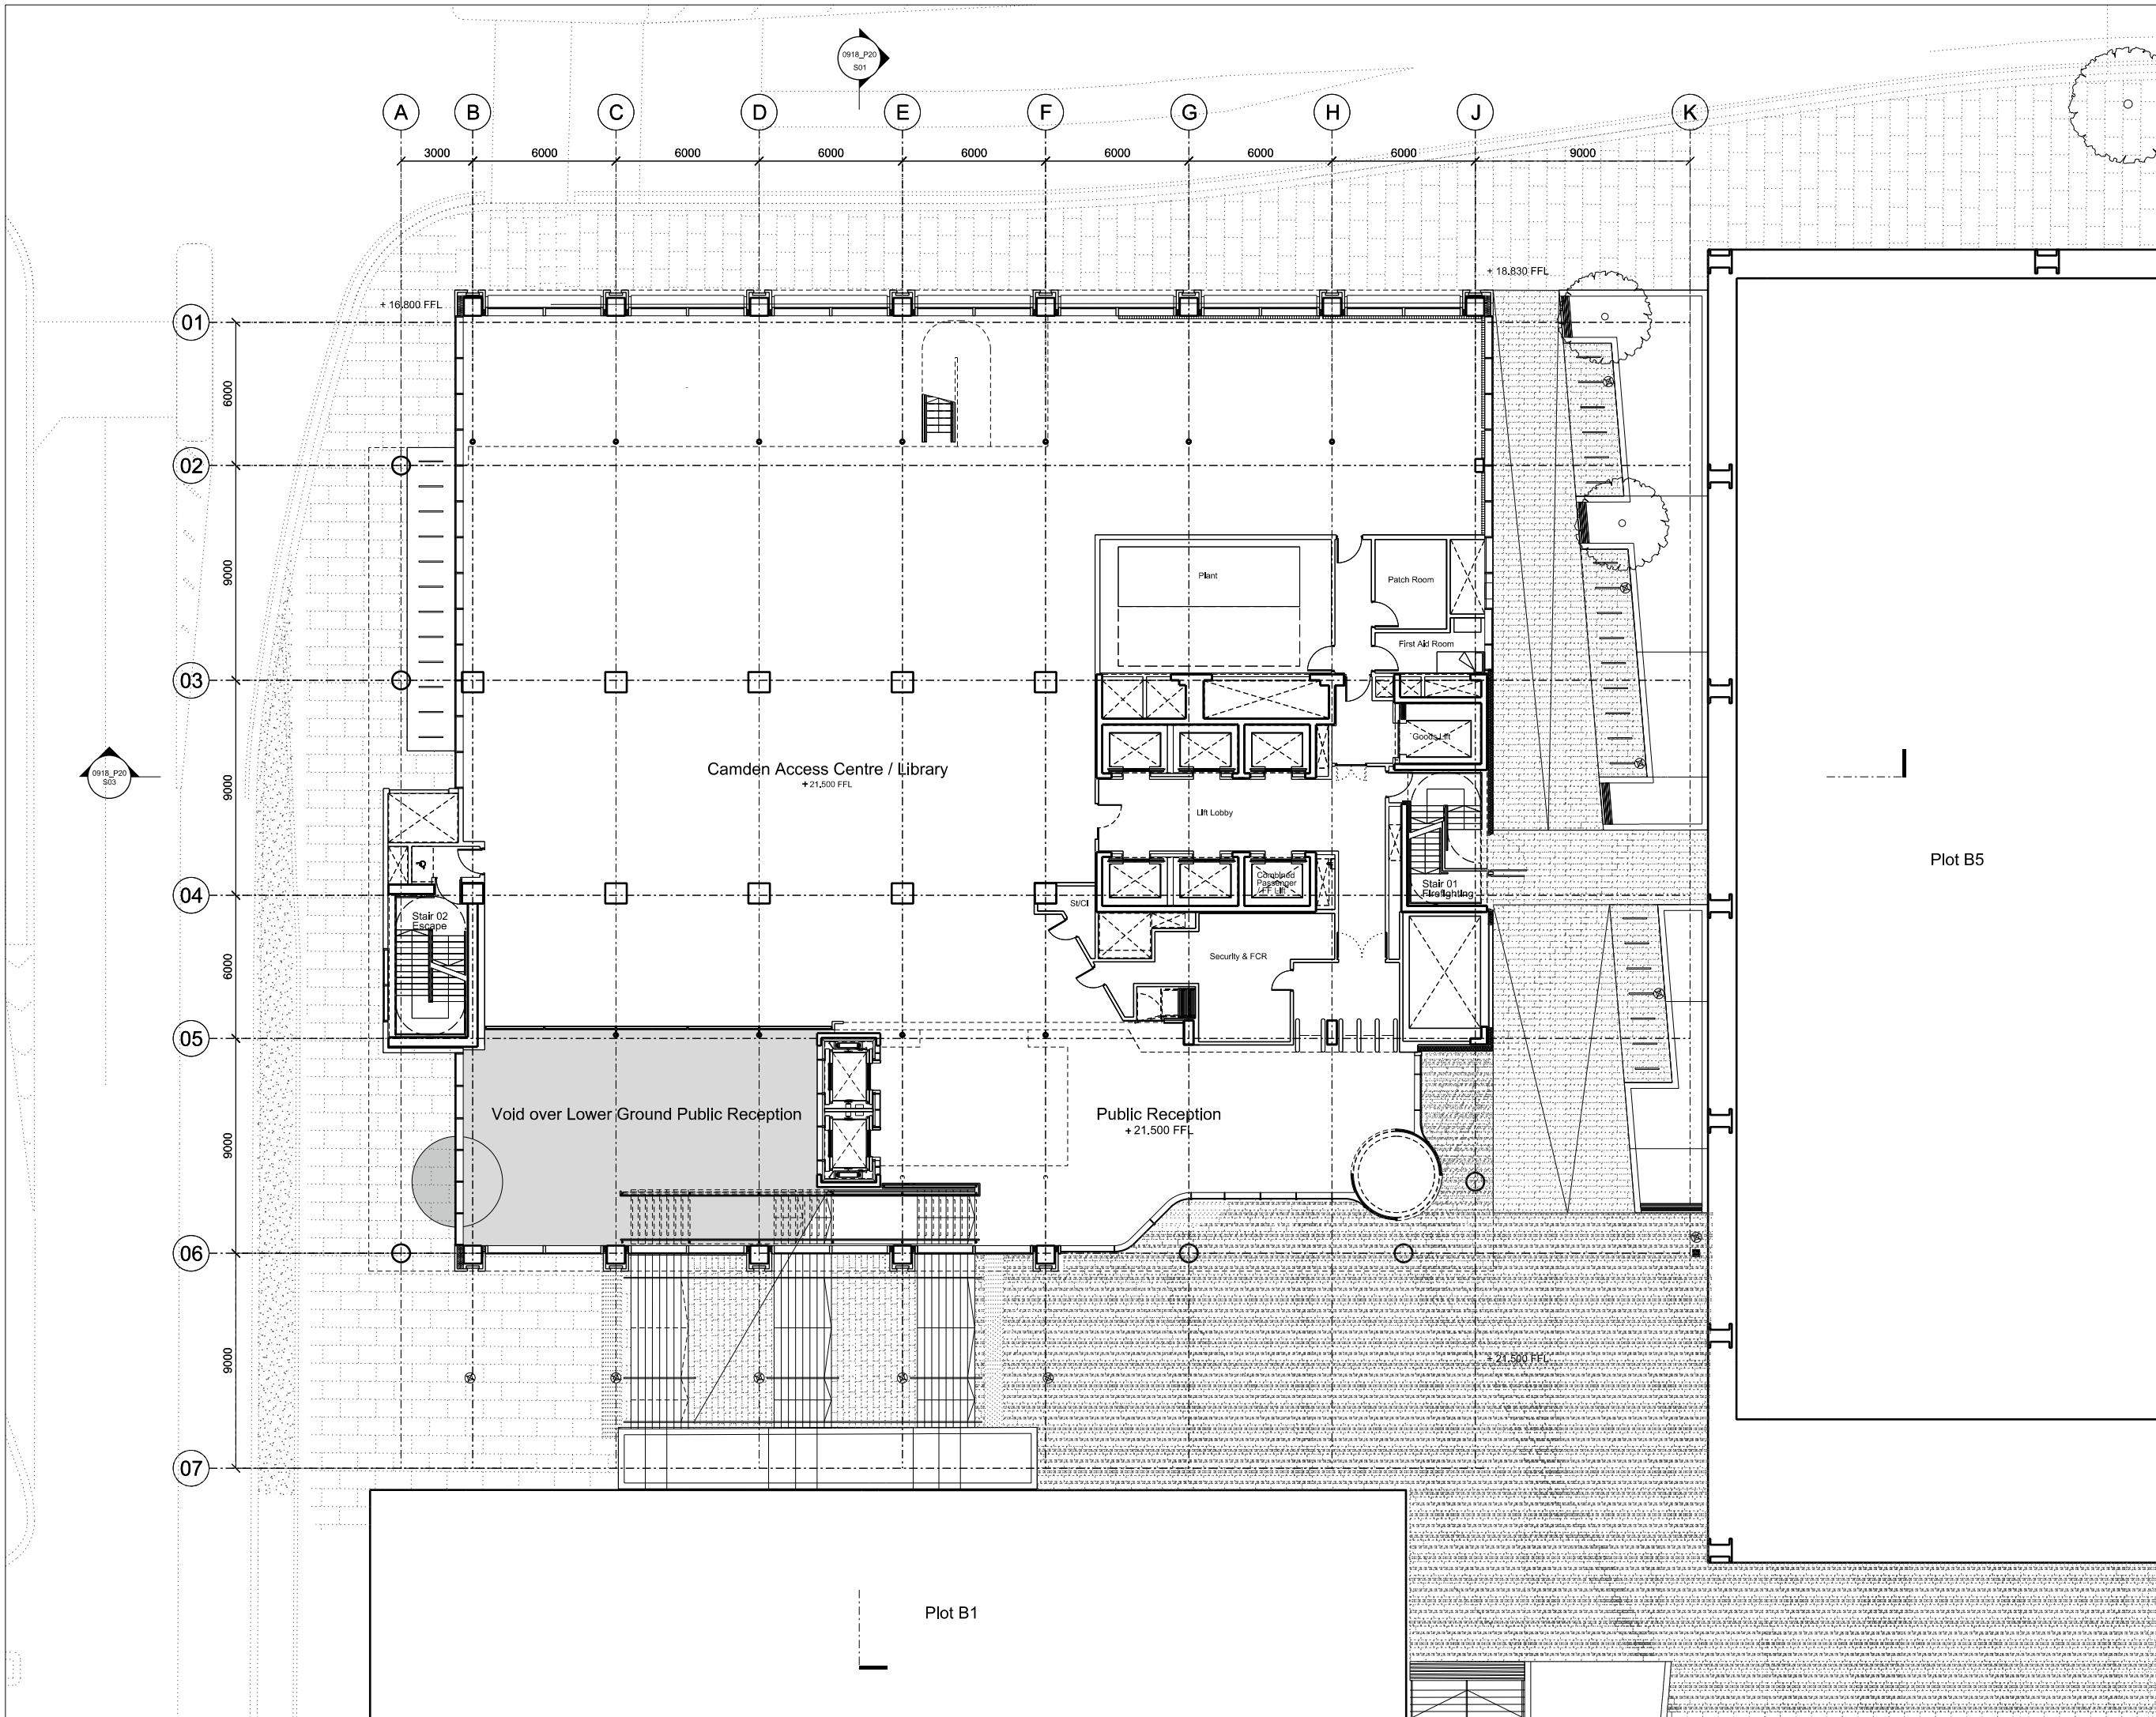 0918_P20
S01
A B C D E F G H J K
3000 6000 6000 6000 6000 6000 6000 6000 9000
+ 18.830 FFL
+ 16.800 FFL
01
6000
02
9000
Plant
Patch Room
First Aid Room
03
Goods Lift
Camden Access Centre / Library
+21.500 FFL
0918_P20
S03
9000
Lift Lobby
Plot B5
Combined
Passenger
/ FF Lift
04
Stair 01
Firefighting
St/Cl
Stair 02
Escape
Security & FCR
6000
05
Void over Lower Ground Public Reception
Public Reception
+ 21.500 FFL
9000
06
9000
+ 21.500 FFL
07
Plot B1